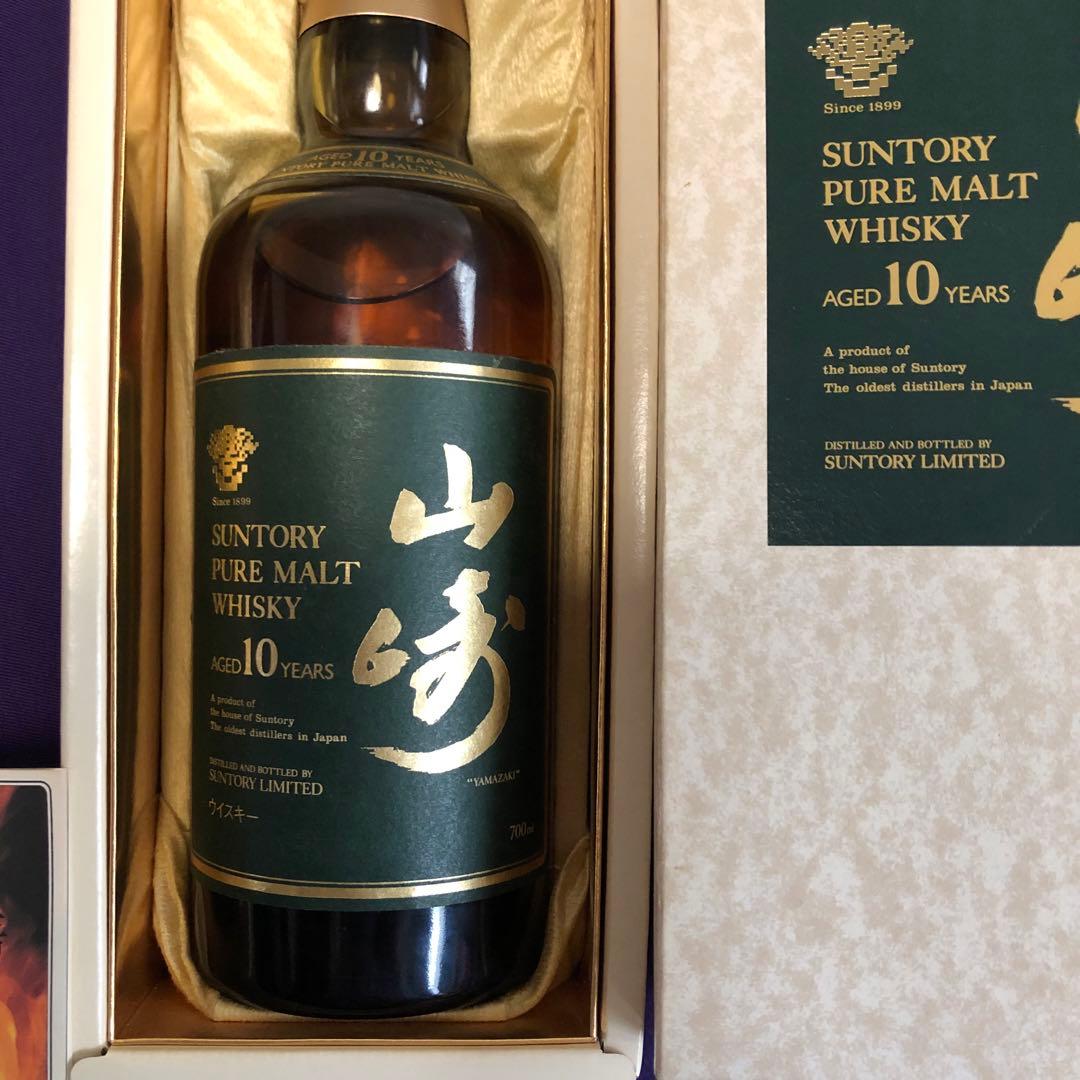 AGED 10 YEARS
PURE MALT WHISKY
Since 1899
SUNTORY
PURE MALT
WHISKY
AGED 10 YEARS
A product of
the house of Suntory
The oldest distillers in Japan
DISTILLED AND BOTTLED BY
SUNTORY LIMITED
ウイスキー
山崎
"YAMAZAKI"
700ml
Since 1899
SUNTORY
PURE MALT
WHISKY
AGED 10 YEARS
A product of
the house of Suntory
The oldest distillers in Japan
DISTILLED AND BOTTLED BY
SUNTORY LIMITED